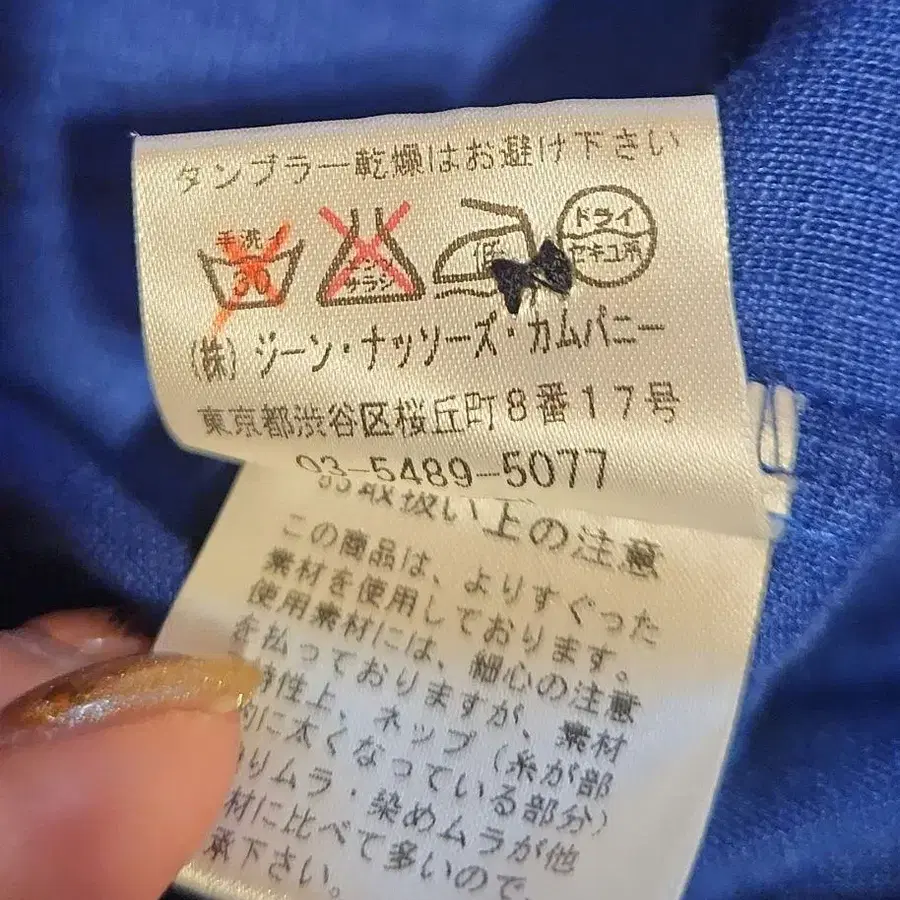 タンブラー乾燥はお避け下さい
手洗イ
30
サラシ
低
ドライ
セキユ系
(株)ジーン・ナッソーズ・カムパニー
東京都渋谷区桜丘町8番17号
03-5489-5077
お取扱い上の注意
この商品は、よりすぐった
素材を使用しております。
使用素材には、細心の注意
を払っておりますが、素材
特性上、ネップ(糸が部
的に太くなっている部分)
りムラ・染めムラが他
材に比べて多いので、
承下さい。